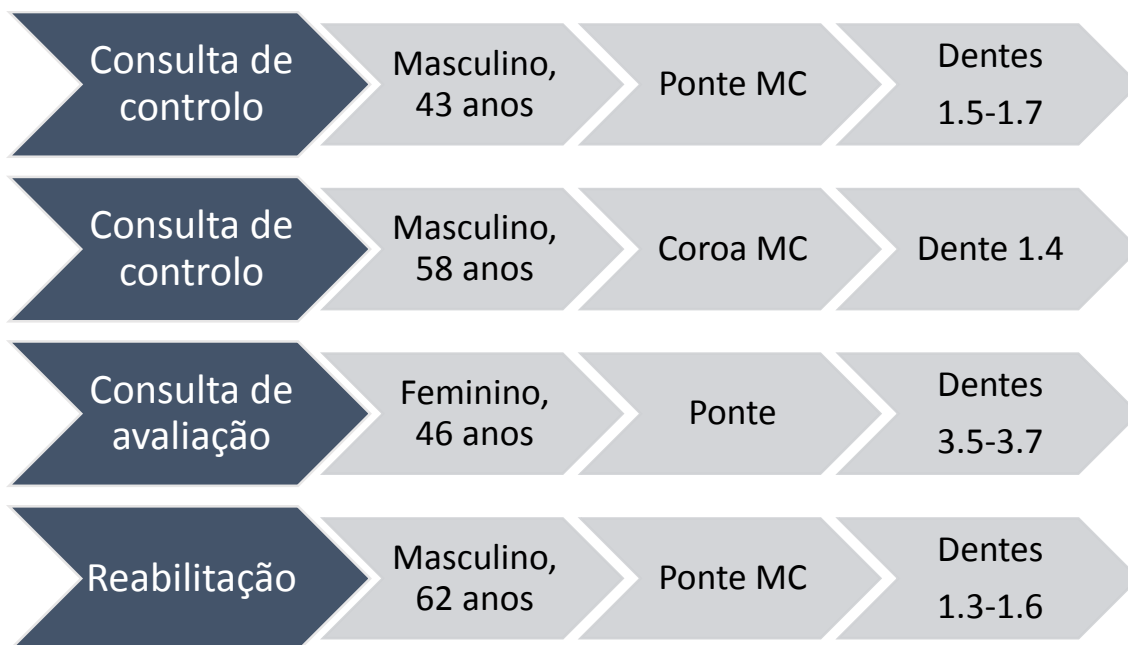 Consulta de
controlo
Masculino,
43 anos
Ponte MC
Dentes
1.5-1.7
Consulta de
controlo
Masculino,
58 anos
Coroa MC
Dente 1.4
Consulta de
avaliação
Feminino,
46 anos
Ponte
Dentes
3.5-3.7
Reabilitação
Masculino,
62 anos
Ponte MC
Dentes
1.3-1.6